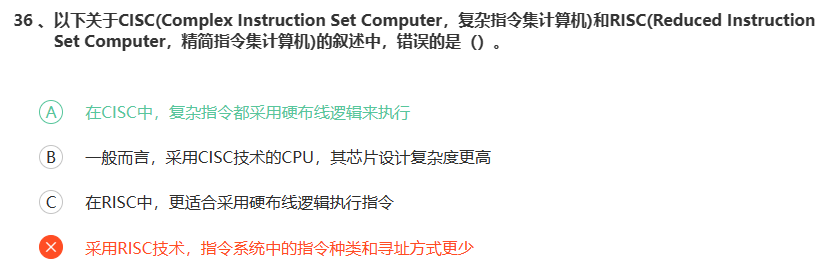 36 、以下关于CISC(Complex Instruction Set Computer，复杂指令集计算机)和RISC(Reduced Instruction
Set Computer，精简指令集计算机)的叙述中，错误的是（）。
A 在CISC中，复杂指令都采用硬布线逻辑来执行
B 一般而言，采用CISC技术的CPU，其芯片设计复杂度更高
C 在RISC中，更适合采用硬布线逻辑执行指令
采用RISC技术，指令系统中的指令种类和寻址方式更少